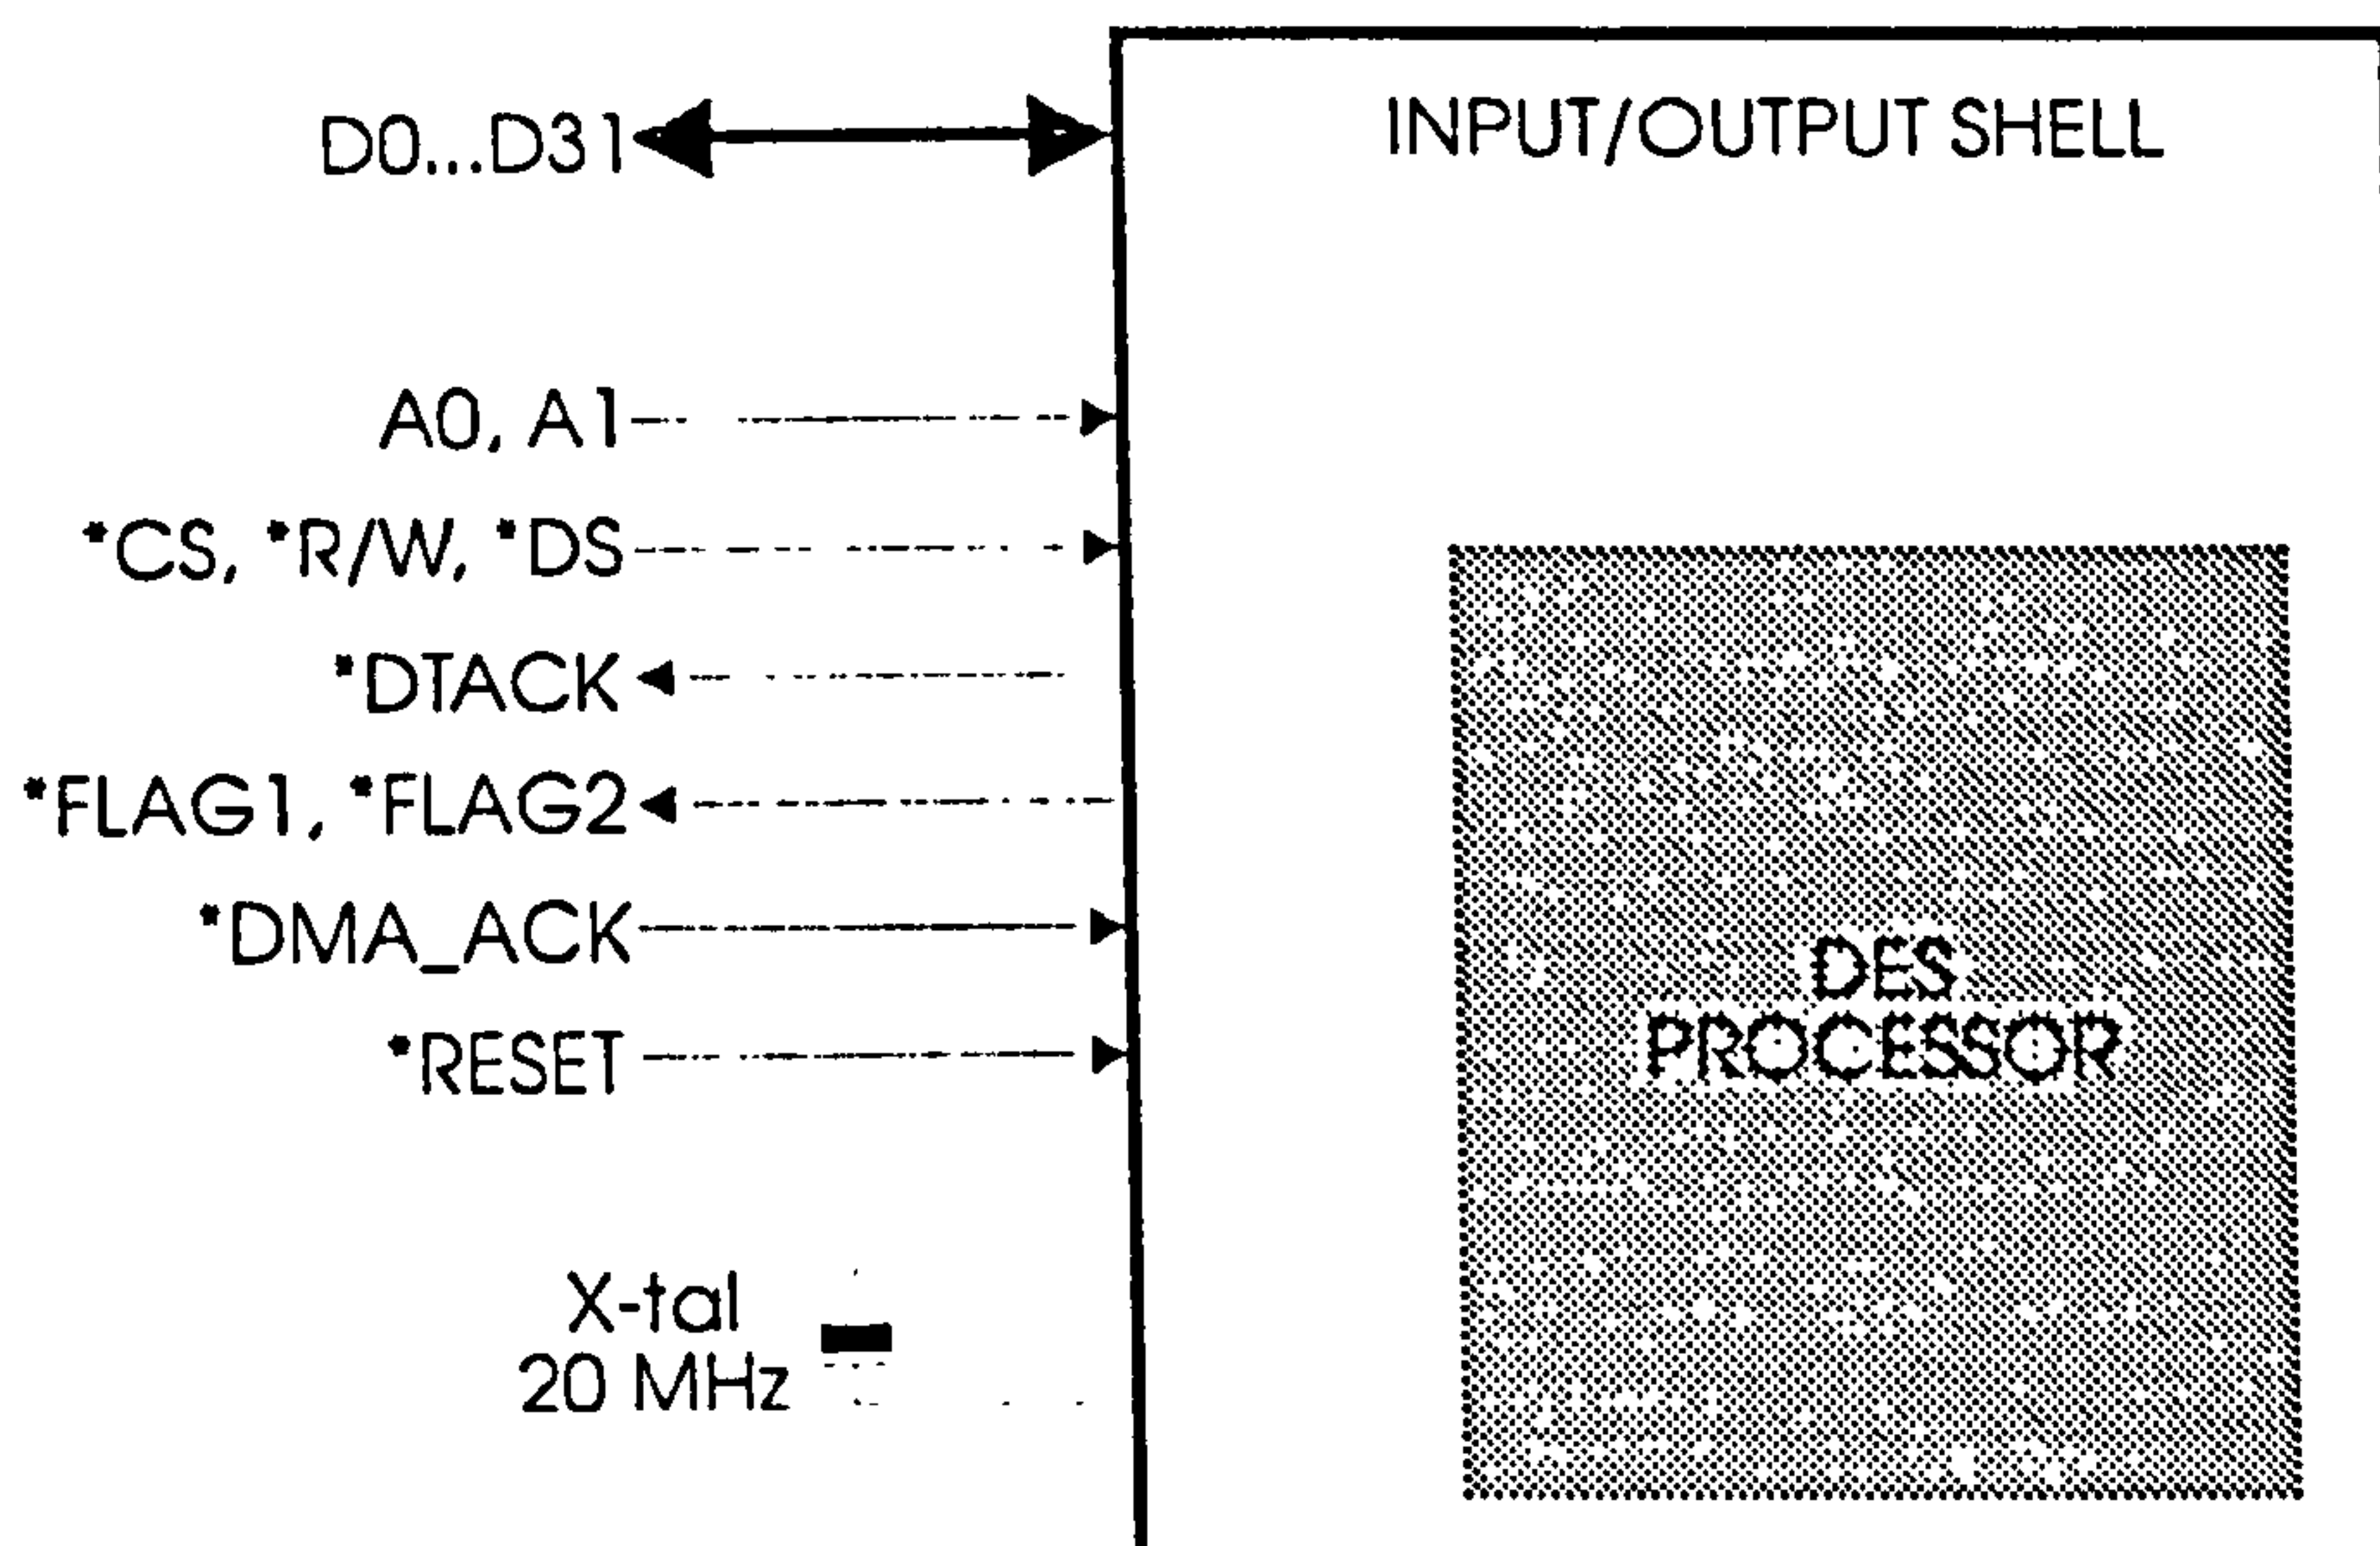 D0...D31
INPUT/OUTPUT SHELL
A0, A1
*CS, *R/W, *DS
*DTACK
*FLAG1, *FLAG2
*DMA_ACK
*RESET
DES
PROCESSOR
X-tal
20 MHz